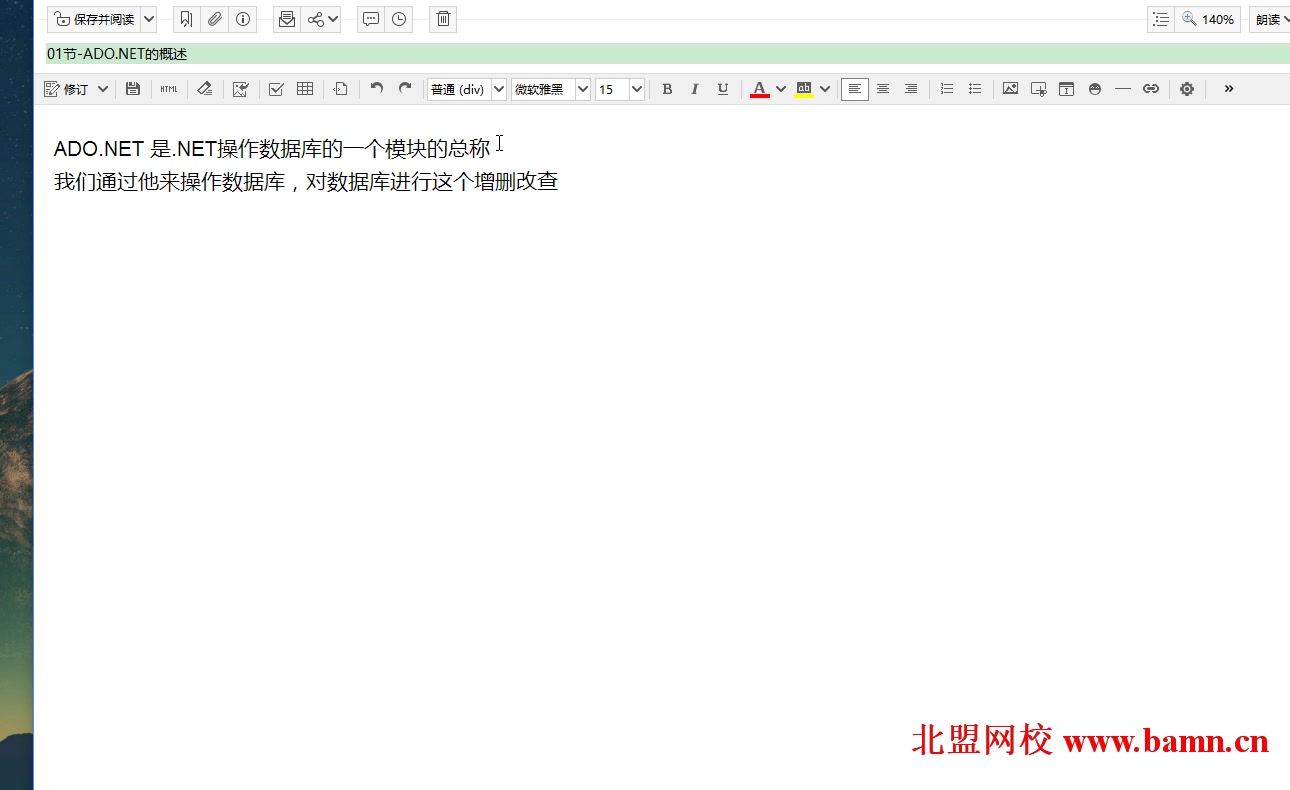 保存并阅读
140%
朗读
01节-ADO.NET的概述
修订
HTML
普通 (div)
微软雅黑
15
B
I
U
A
ab
ADO.NET 是.NET操作数据库的一个模块的总称
我们通过他来操作数据库，对数据库进行这个增删改查
北盟网校 www.bamn.cn